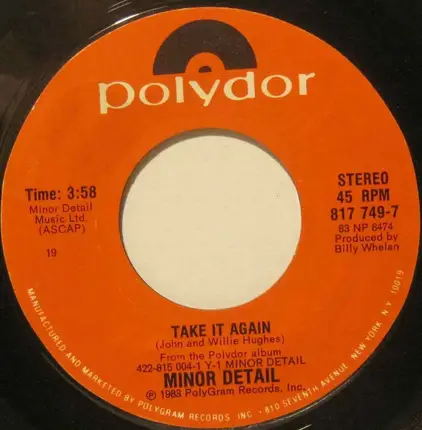 polydor
Time: 3:58
Minor Detail
Music Ltd.
(ASCAP)
19
STEREO
45 RPM
817 749-7
83 NP 6474
Produced by
Billy Whelan
TAKE IT AGAIN
(John and Willie Hughes)
From the Polydor album
422-815 004-1 Y-1 MINOR DETAIL
MINOR DETAIL
℗ 1983 PolyGram Records, Inc.
MANUFACTURED AND MARKETED BY POLYGRAM RECORDS INC • 810 SEVENTH AVENUE, NEW YORK, N.Y. 10019